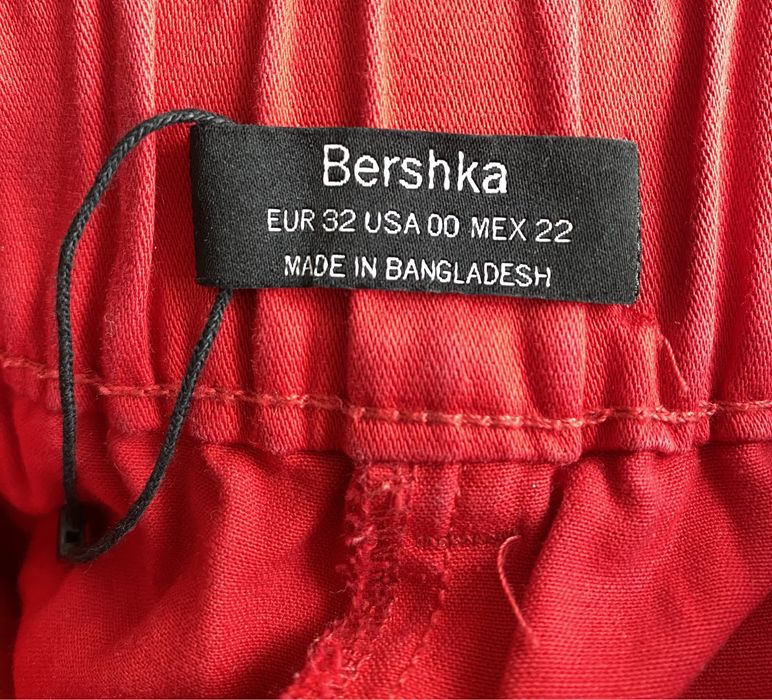 Bershka
EUR 32 USA 00 MEX 22
MADE IN BANGLADESH